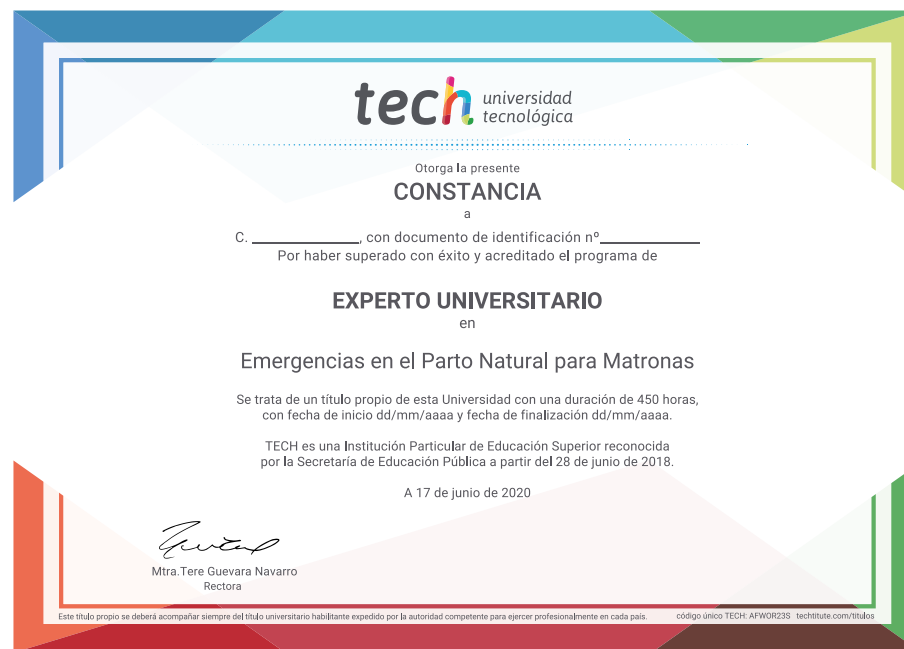 tech universidad
tecnológica
Otorga la presente
CONSTANCIA
a
C. ____________, con documento de identificación nº____________
Por haber superado con éxito y acreditado el programa de
EXPERTO UNIVERSITARIO
en
Emergencias en el Parto Natural para Matronas
Se trata de un título propio de esta Universidad con una duración de 450 horas,
con fecha de inicio dd/mm/aaaa y fecha de finalización dd/mm/aaaa.
TECH es una Institución Particular de Educación Superior reconocida
por la Secretaría de Educación Pública a partir del 28 de junio de 2018.
A 17 de junio de 2020
Mtra.Tere Guevara Navarro
Rectora
Este título propio se deberá acompañar siempre del título universitario habilitante expedido por la autoridad competente para ejercer profesionalmente en cada país. código único TECH: AFWOR23S techtitute.com/titulos